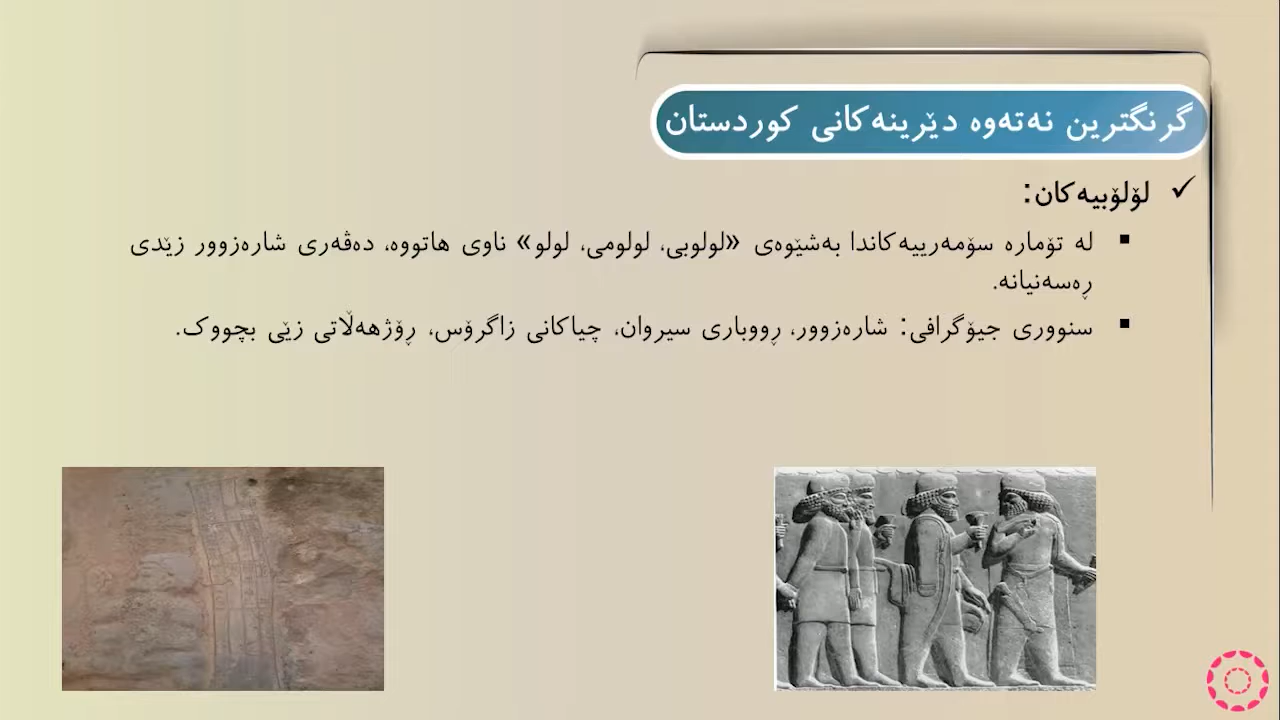 گرنگترین نەتەوە دێرینەکانی کوردستان
✓ لۆلۆبییەکان:
▪ لە تۆمارە سۆمەرییەکاندا بەشێوەی «لولوبی، لولومی، لولو» ناوی هاتووە، دەڤەری شارەزوور زێدی
ڕەسەنیانە.
▪ سنووری جیۆگرافی: شارەزوور، ڕووباری سیروان، چیاکانی زاگرۆس، ڕۆژهەڵاتی زێی بچووک.